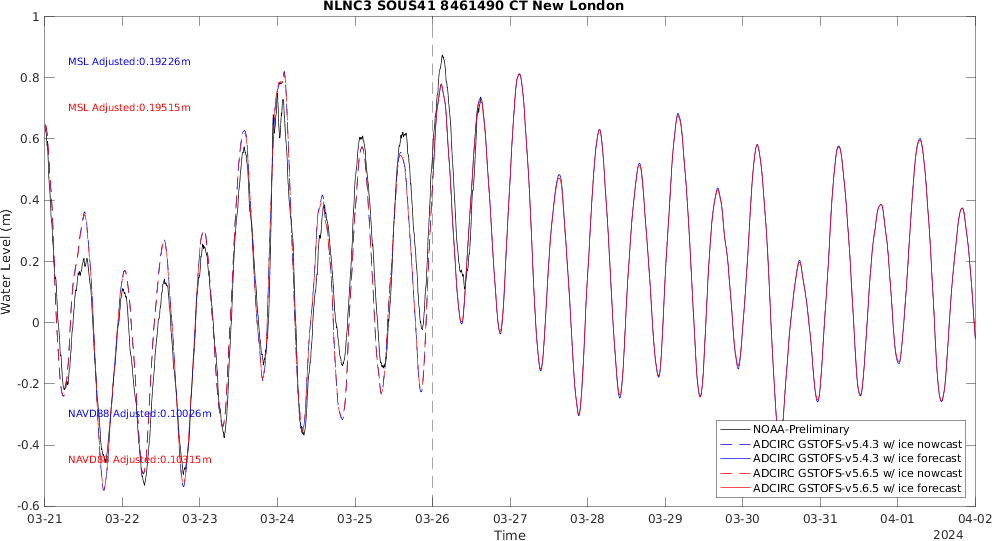 NLNC3 SOUS41 8461490 CT New London
1
0.8
0.6
0.4
0.2
0
-0.2
-0.4
-0.6
Water Level (m)
MSL Adjusted:0.19226m
MSL Adjusted:0.19515m
NAVD88 Adjusted:0.10026m
NAVD88 Adjusted:0.10315m
NOAA-Preliminary
ADCIRC GSTOFS-v5.4.3 w/ ice nowcast
ADCIRC GSTOFS-v5.4.3 w/ ice forecast
ADCIRC GSTOFS-v5.6.5 w/ ice nowcast
ADCIRC GSTOFS-v5.6.5 w/ ice forecast
03-21 03-22 03-23 03-24 03-25 03-26 03-27 03-28 03-29 03-30 03-31 04-01 04-02
Time
2024